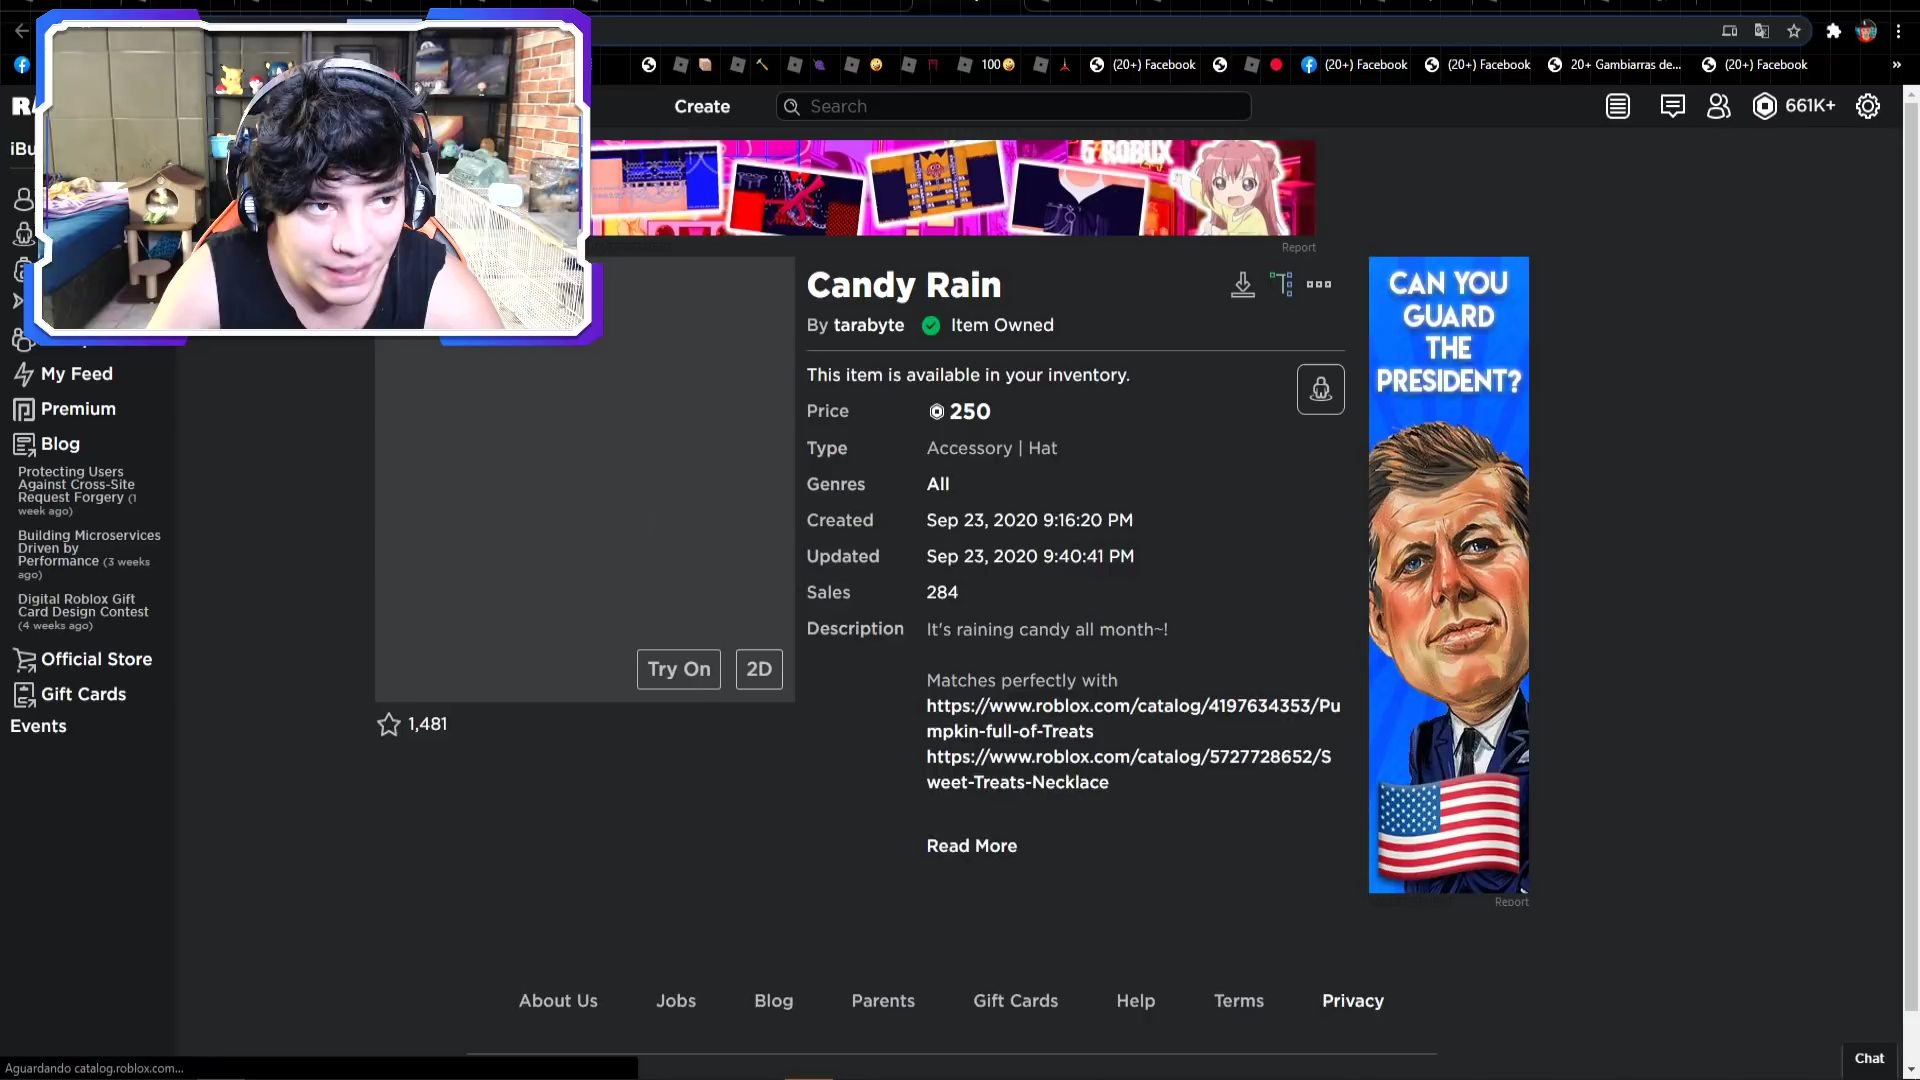 (20+) Facebook
(20+) Facebook
(20+) Facebook
20+ Gambiarras de...
(20+) Facebook
»
100
Create
Search
661K+
iBu
5 ROBUX
Report
Candy Rain
By tarabyte
Item Owned
This item is available in your inventory.
Price
250
Type
Accessory | Hat
Genres
All
Created
Sep 23, 2020 9:16:20 PM
Updated
Sep 23, 2020 9:40:41 PM
Sales
284
Description
It's raining candy all month~!
Matches perfectly with
https://www.roblox.com/catalog/4197634353/Pu
mpkin-full-of-Treats
https://www.roblox.com/catalog/5727728652/S
weet-Treats-Necklace
Read More
Try On
2D
1,481
My Feed
Premium
Blog
Protecting Users
Against Cross-Site
Request Forgery (1
week ago)
Building Microservices
Driven by
Performance (3 weeks
ago)
Digital Roblox Gift
Card Design Contest
(4 weeks ago)
Official Store
Gift Cards
Events
CAN YOU
GUARD
THE
PRESIDENT?
Report
About Us
Jobs
Blog
Parents
Gift Cards
Help
Terms
Privacy
Chat
Aguardando catalog.roblox.com...